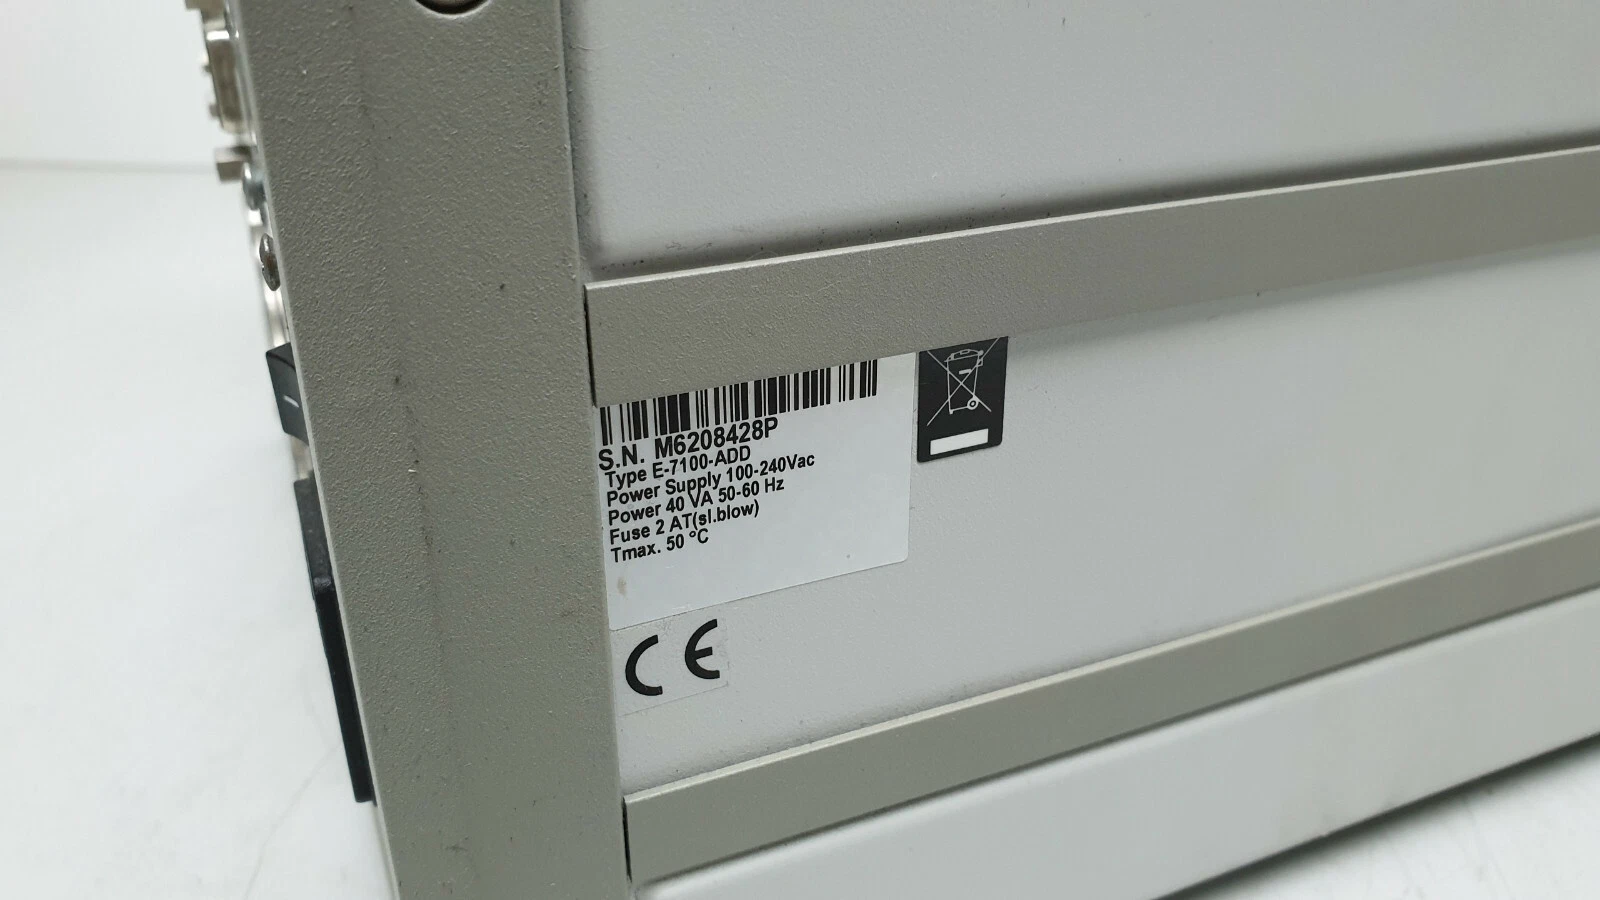 S.N. M6208428P
Type E-7100-ADD
Power Supply 100-240Vac
Power 40 VA 50-60 Hz
Fuse 2 AT(sl.blow)
Tmax. 50 °C
CE